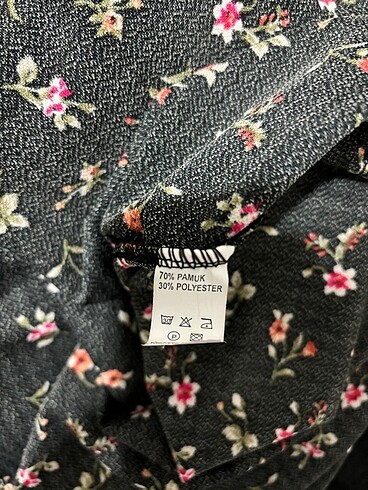 70% PAMUK
30% POLYESTER